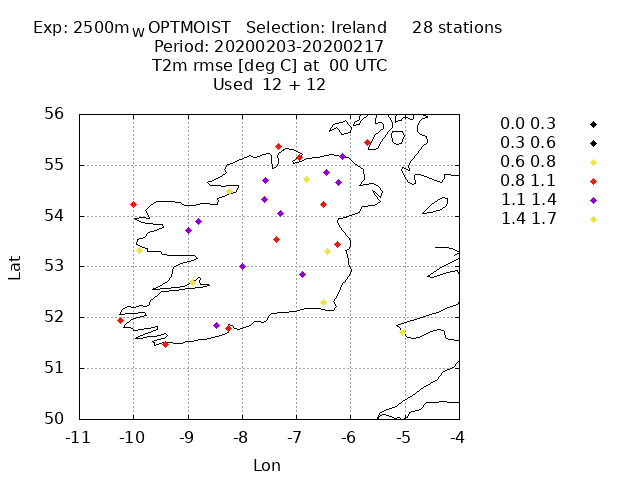 Exp: 2500mW OPTMOIST Selection: Ireland 28 stations
Period: 20200203-20200217
T2m rmse [deg C] at 00 UTC
Used 12 + 12
0.0 0.3
0.3 0.6
0.6 0.8
0.8 1.1
1.1 1.4
1.4 1.7
56
55
54
53
52
51
50
Lat
-11 -10 -9 -8 -7 -6 -5 -4
Lon